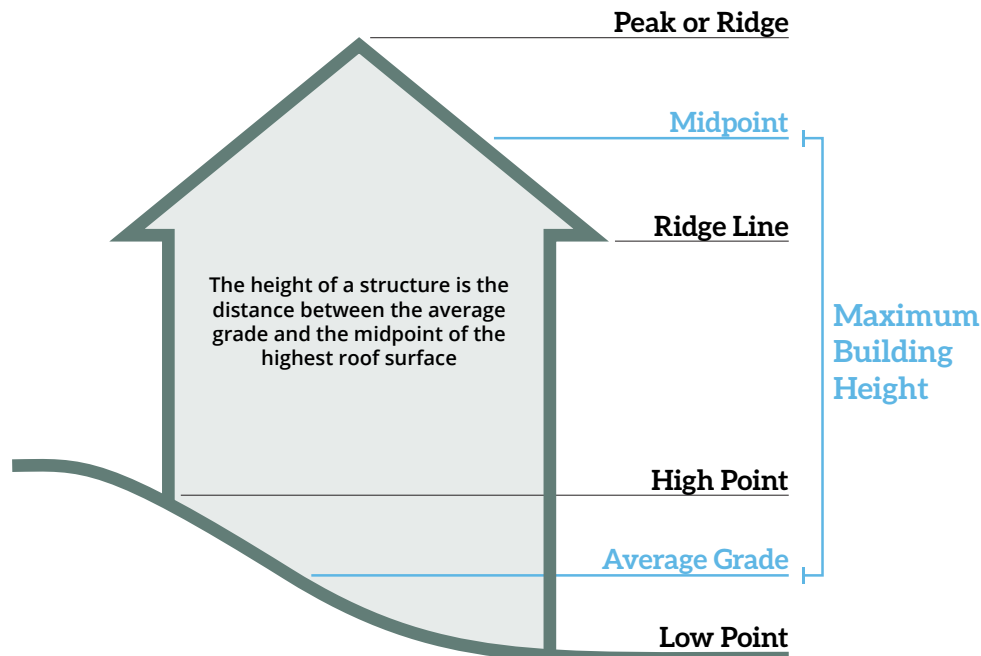 Peak or Ridge
Midpoint
Ridge Line
The height of a structure is the
distance between the average
grade and the midpoint of the
highest roof surface
Maximum
Building
Height
High Point
Average Grade
Low Point